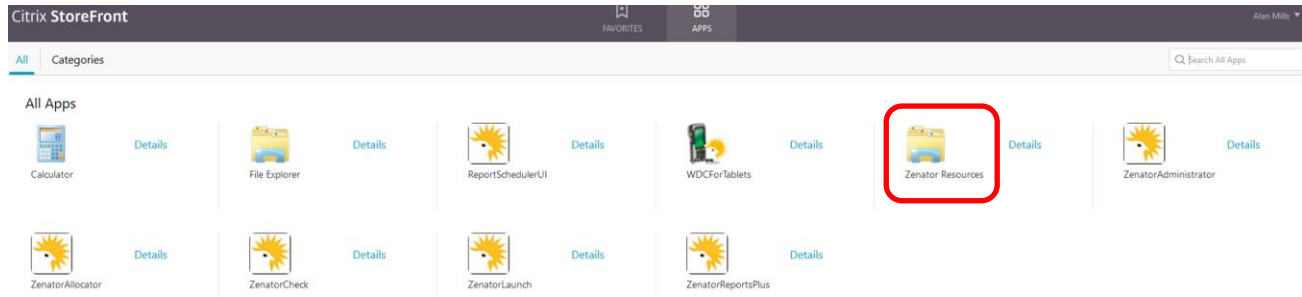 Citrix StoreFront
FAVORITES
APPS
Alan Mills
All
Categories
Search All Apps
All Apps
Details
Details
Details
Details
Details
Details
Calculator
File Explorer
ReportSchedulerUI
WDCForTablets
Zenator Resources
ZenatorAdministrator
Details
Details
Details
Details
ZenatorAllocator
ZenatorCheck
ZenatorLaunch
ZenatorReportsPlus